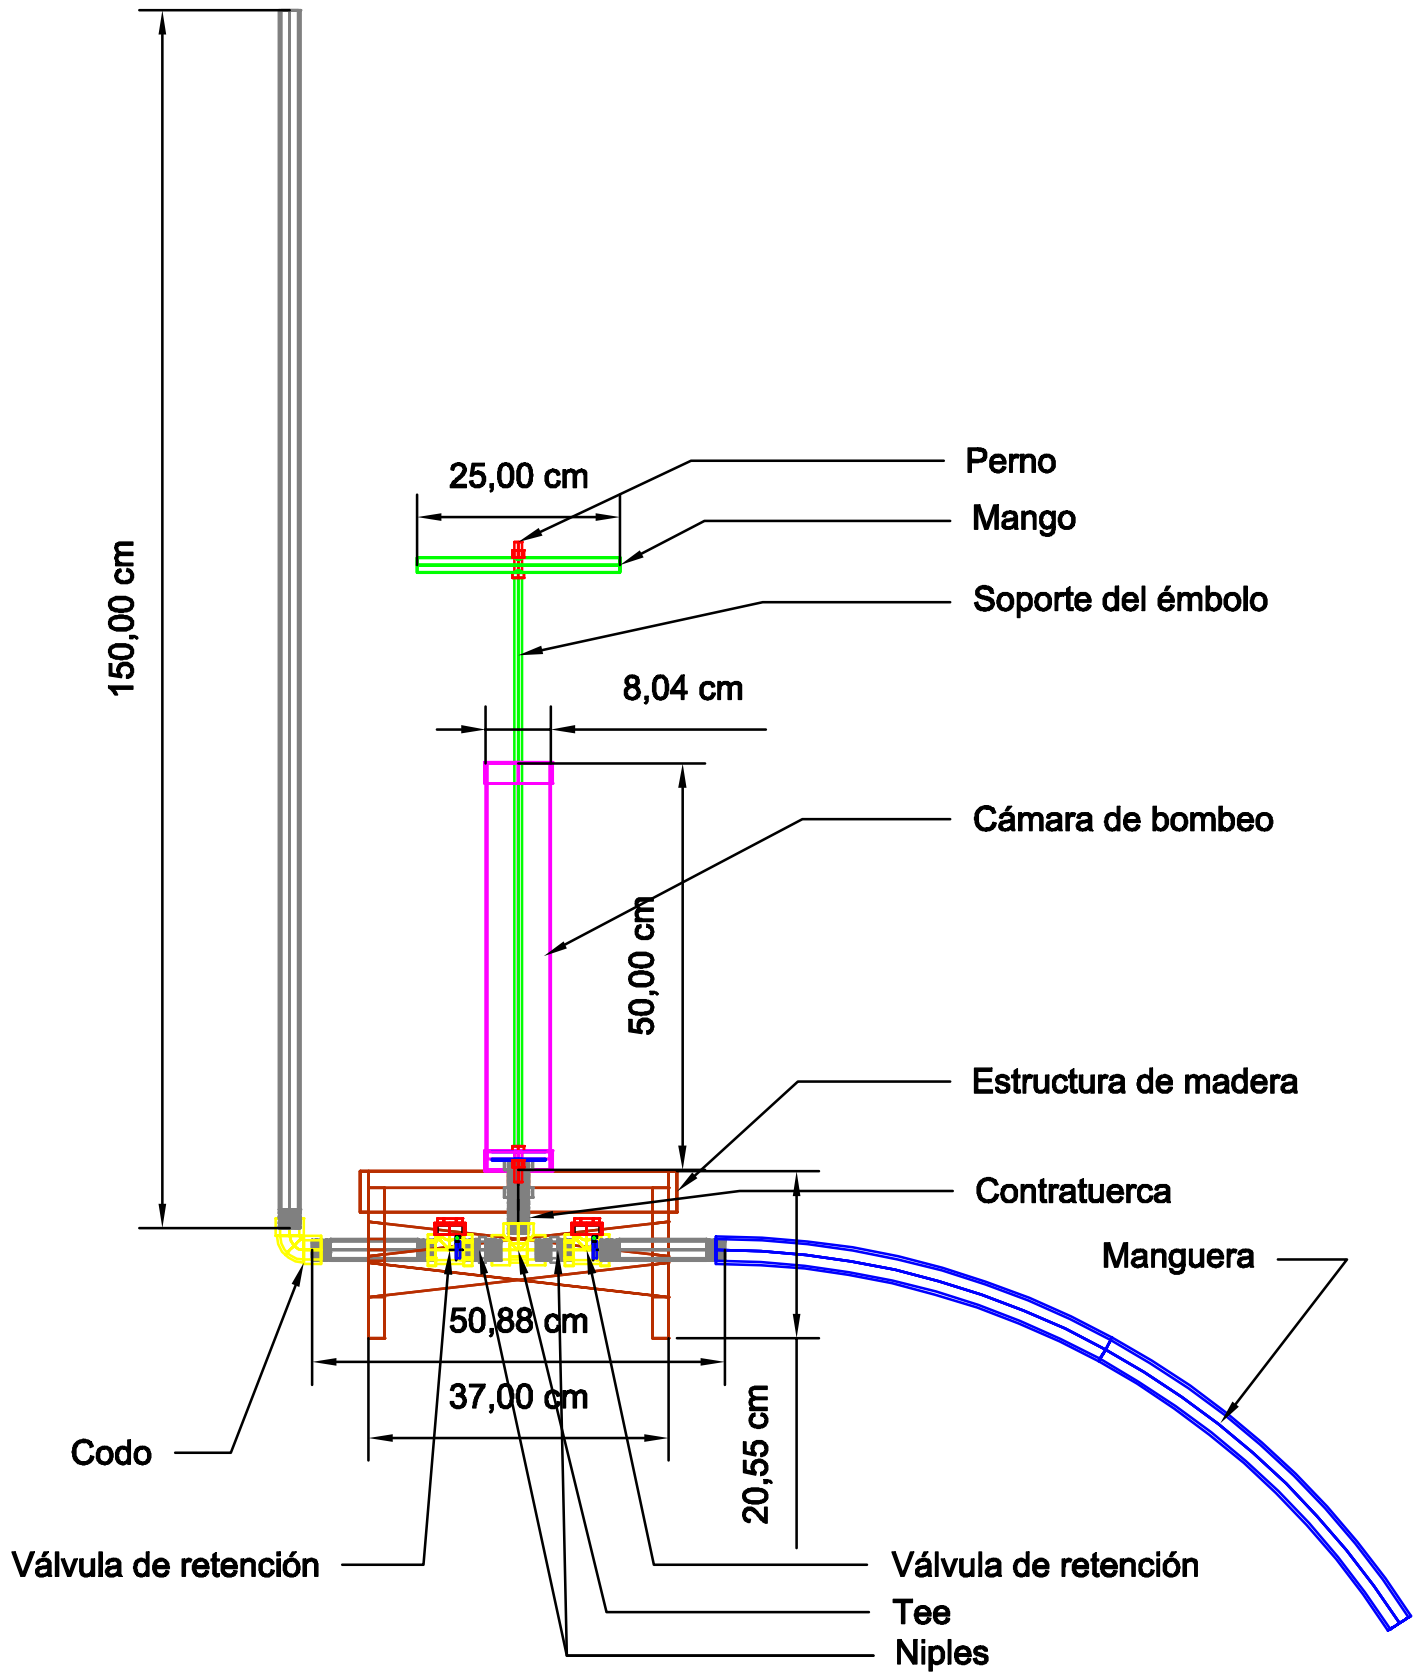 Perno
25,00 cm
Mango
150,00 cm
Soporte del émbolo
8,04 cm
Cámara de bombeo
50,00 cm
Estructura de madera
Contratuerca
Manguera
50,88 cm
37,00 cm
20,55 cm
Codo
Válvula de retención
Válvula de retención
Tee
Niples